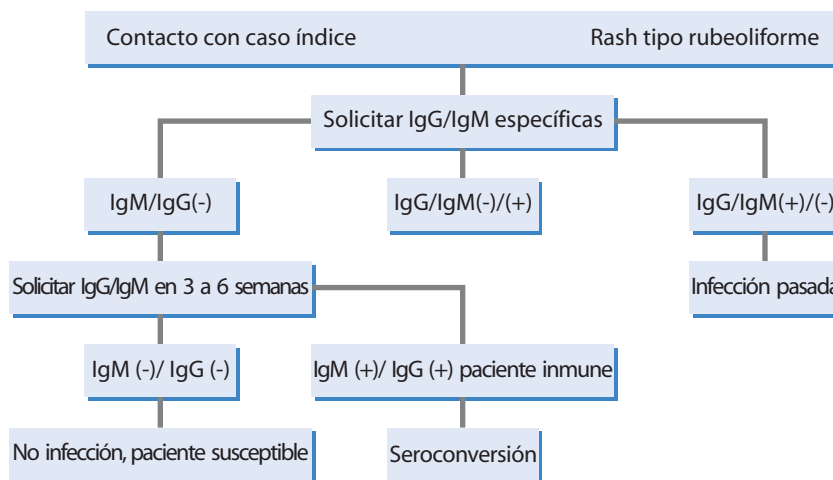 Contacto con caso índice Rash tipo rubeoliforme
Solicitar IgG/IgM específicas
IgM/IgG(-) IgG/IgM(-)/(+) IgG/IgM(+)/(-)
Solicitar IgG/IgM en 3 a 6 semanas Infección pasada
IgM (-)/ IgG (-) IgM (+)/ IgG (+) paciente inmune
No infección, paciente susceptible Seroconversión